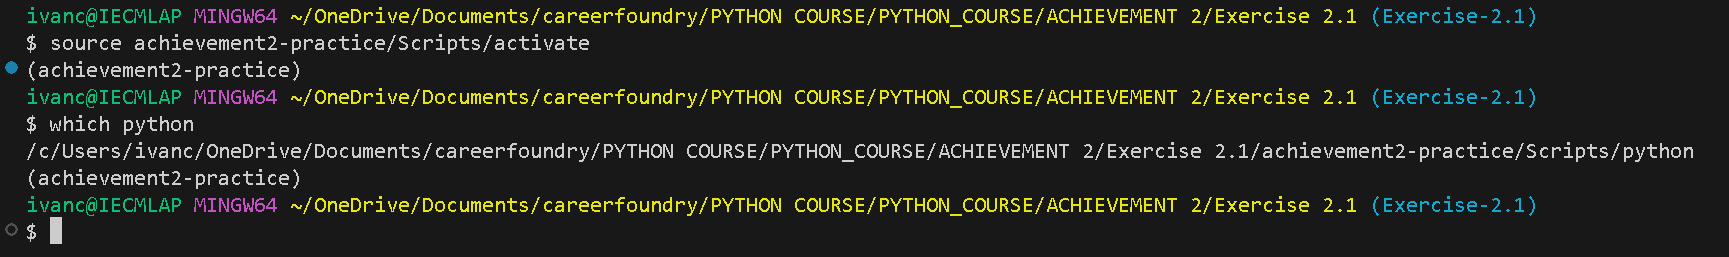 ivanc@IECMLAP MINGW64 ~/OneDrive/Documents/careerfoundry/PYTHON COURSE/PYTHON_COURSE/ACHIEVEMENT 2/Exercise 2.1 (Exercise-2.1)
$ source achievement2-practice/Scripts/activate
(achievement2-practice)
ivanc@IECMLAP MINGW64 ~/OneDrive/Documents/careerfoundry/PYTHON COURSE/PYTHON_COURSE/ACHIEVEMENT 2/Exercise 2.1 (Exercise-2.1)
$ which python
/c/Users/ivanc/OneDrive/Documents/careerfoundry/PYTHON COURSE/PYTHON_COURSE/ACHIEVEMENT 2/Exercise 2.1/achievement2-practice/Scripts/python
(achievement2-practice)
ivanc@IECMLAP MINGW64 ~/OneDrive/Documents/careerfoundry/PYTHON COURSE/PYTHON_COURSE/ACHIEVEMENT 2/Exercise 2.1 (Exercise-2.1)
$